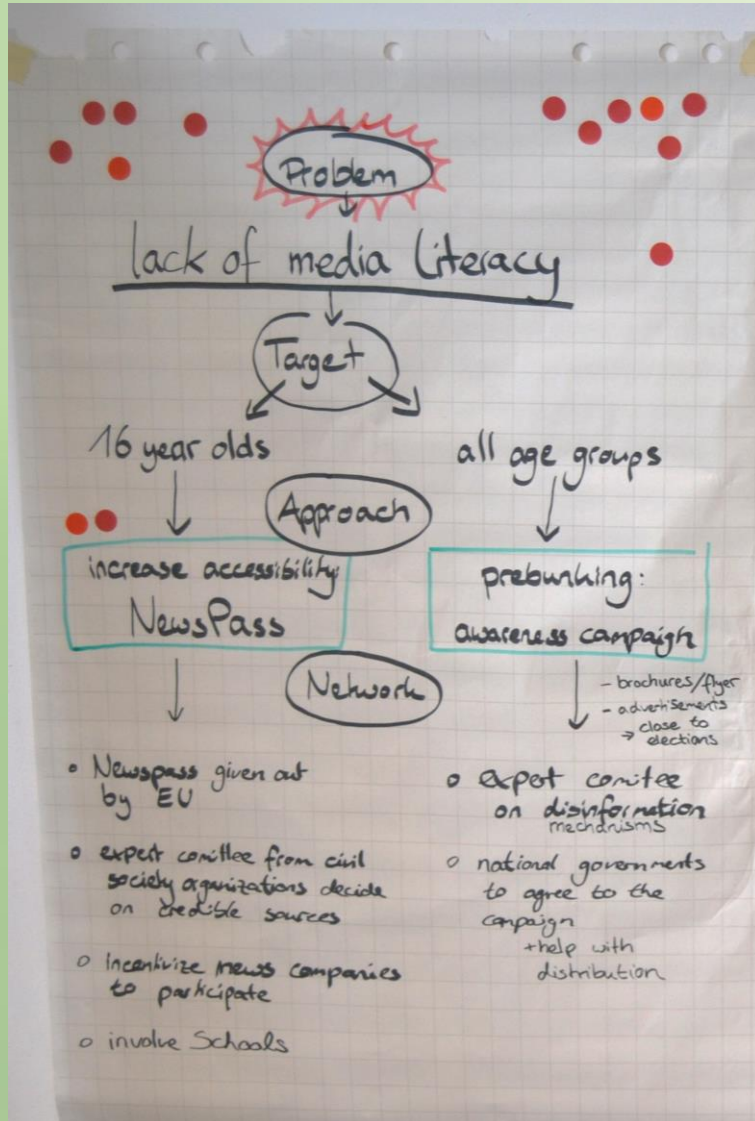 Problem
lack of media literacy
Target
16 year olds
all age groups
Approach
increase accessibility:
NewsPass
prebunking:
awareness campaign
Network
- brochures/flyer
- advertisements
close to
→ elections
• Newspass given out
by EU
o expert comittee from civil
society organizations decide
on credible sources
o Incentivize news companies
to participate
o involve Schools
o expert comitee
on disinformation
mechanisms
o national governments
to agree to the
campaign
+help with
distribution